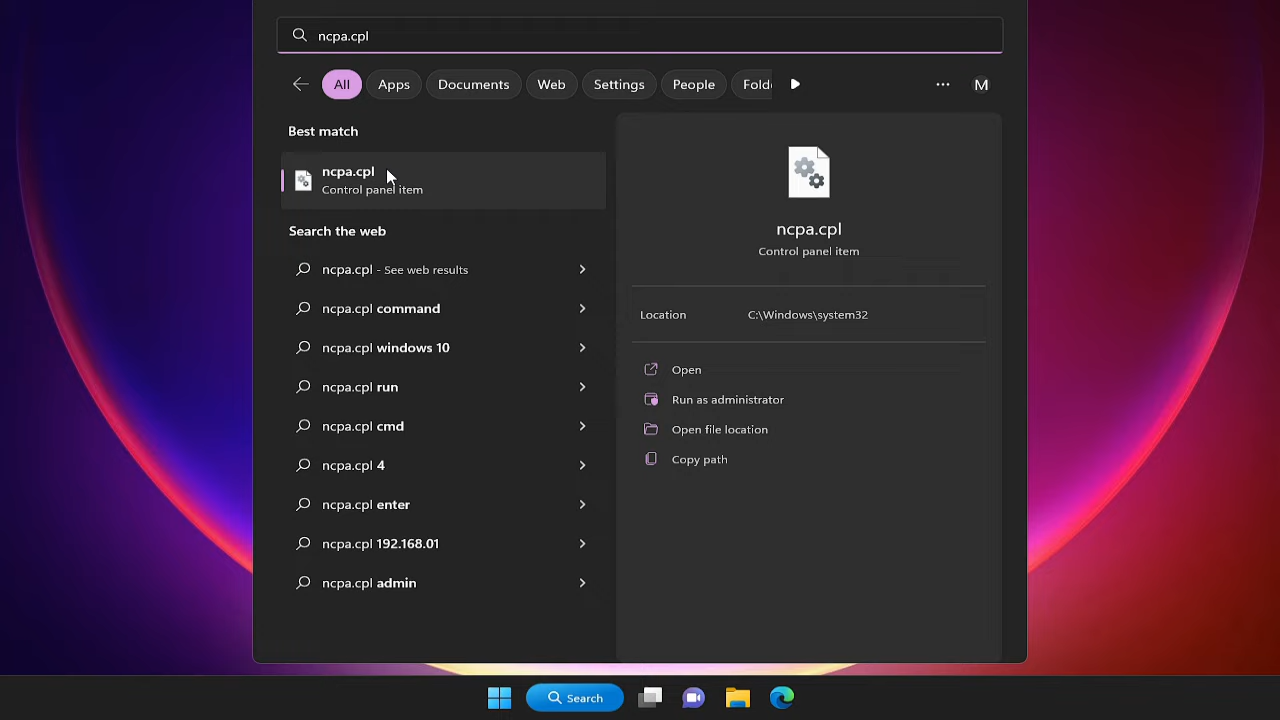 ncpa.cpl
All Apps Documents Web Settings People Folde M
Best match
ncpa.cpl
Control panel item
Search the web
ncpa.cpl - See web results
ncpa.cpl command
ncpa.cpl windows 10
ncpa.cpl run
ncpa.cpl cmd
ncpa.cpl 4
ncpa.cpl enter
ncpa.cpl 192.168.01
ncpa.cpl admin
ncpa.cpl
Control panel item
Location C:\Windows\system32
Open
Run as administrator
Open file location
Copy path
Search